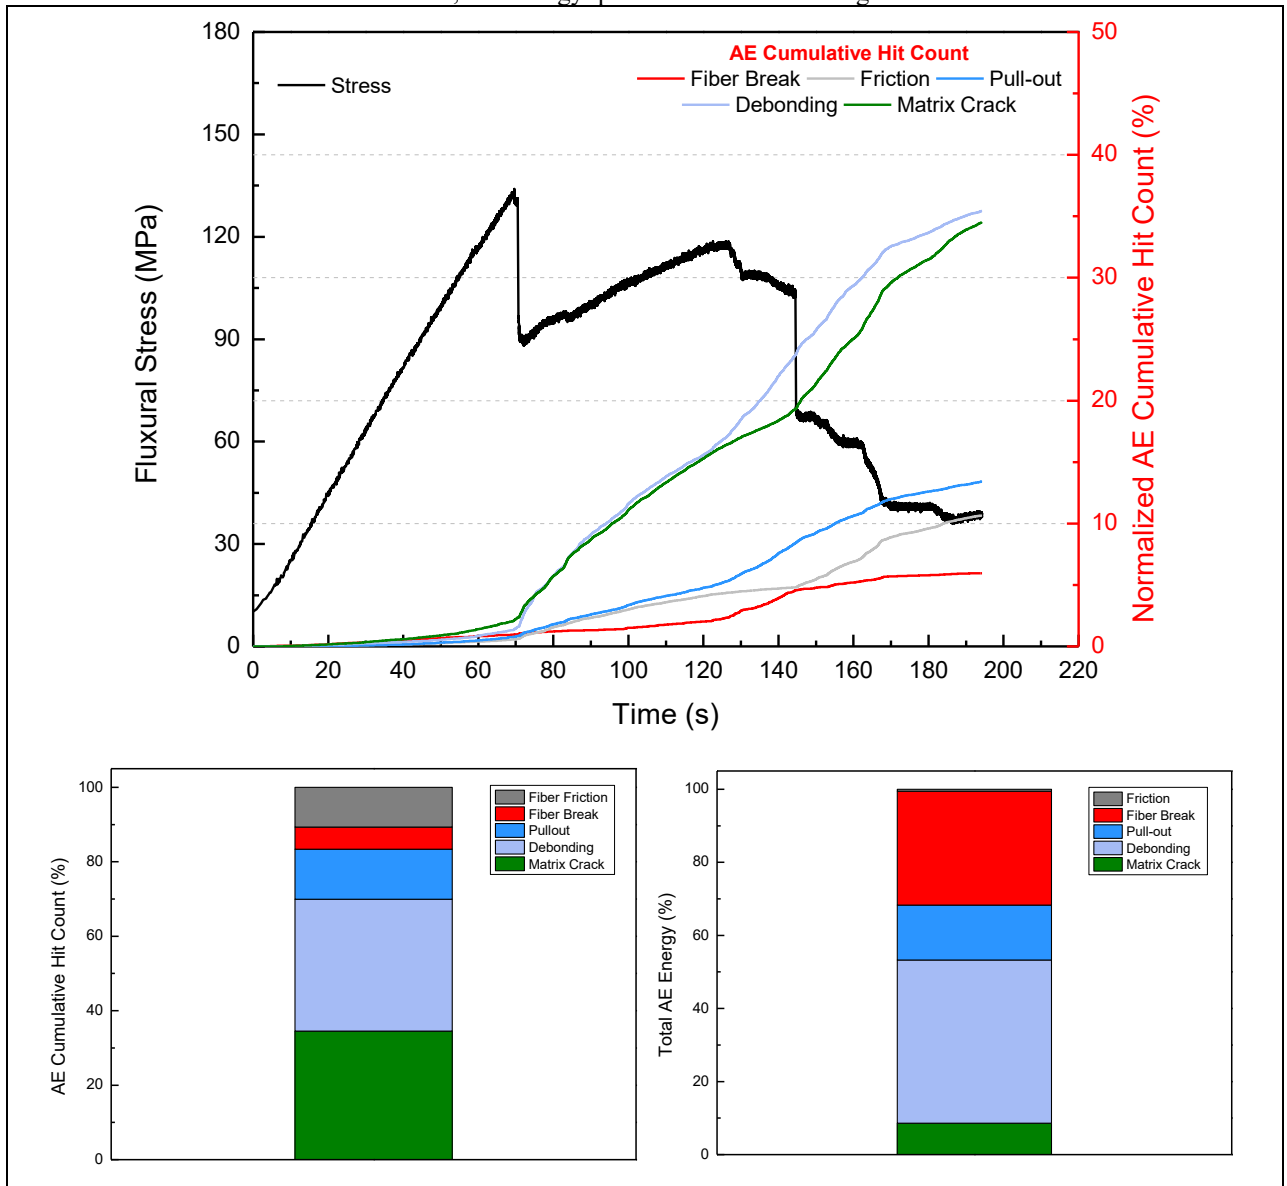 180
150
120
90
60
30
0
Fluxural Stress (MPa)
Stress
AE Cumulative Hit Count
Fiber Break Friction Pull-out
Debonding Matrix Crack
50
40
30
20
10
0
Normalized AE Cumulative Hit Count (%)
0 20 40 60 80 100 120 140 160 180 200 220
Time (s)
100
80
60
40
20
0
AE Cumulative Hit Count (%)
Fiber Friction
Fiber Break
Pullout
Debonding
Matrix Crack
100
80
60
40
20
0
Total AE Energy (%)
Friction
Fiber Break
Pull-out
Debonding
Matrix Crack